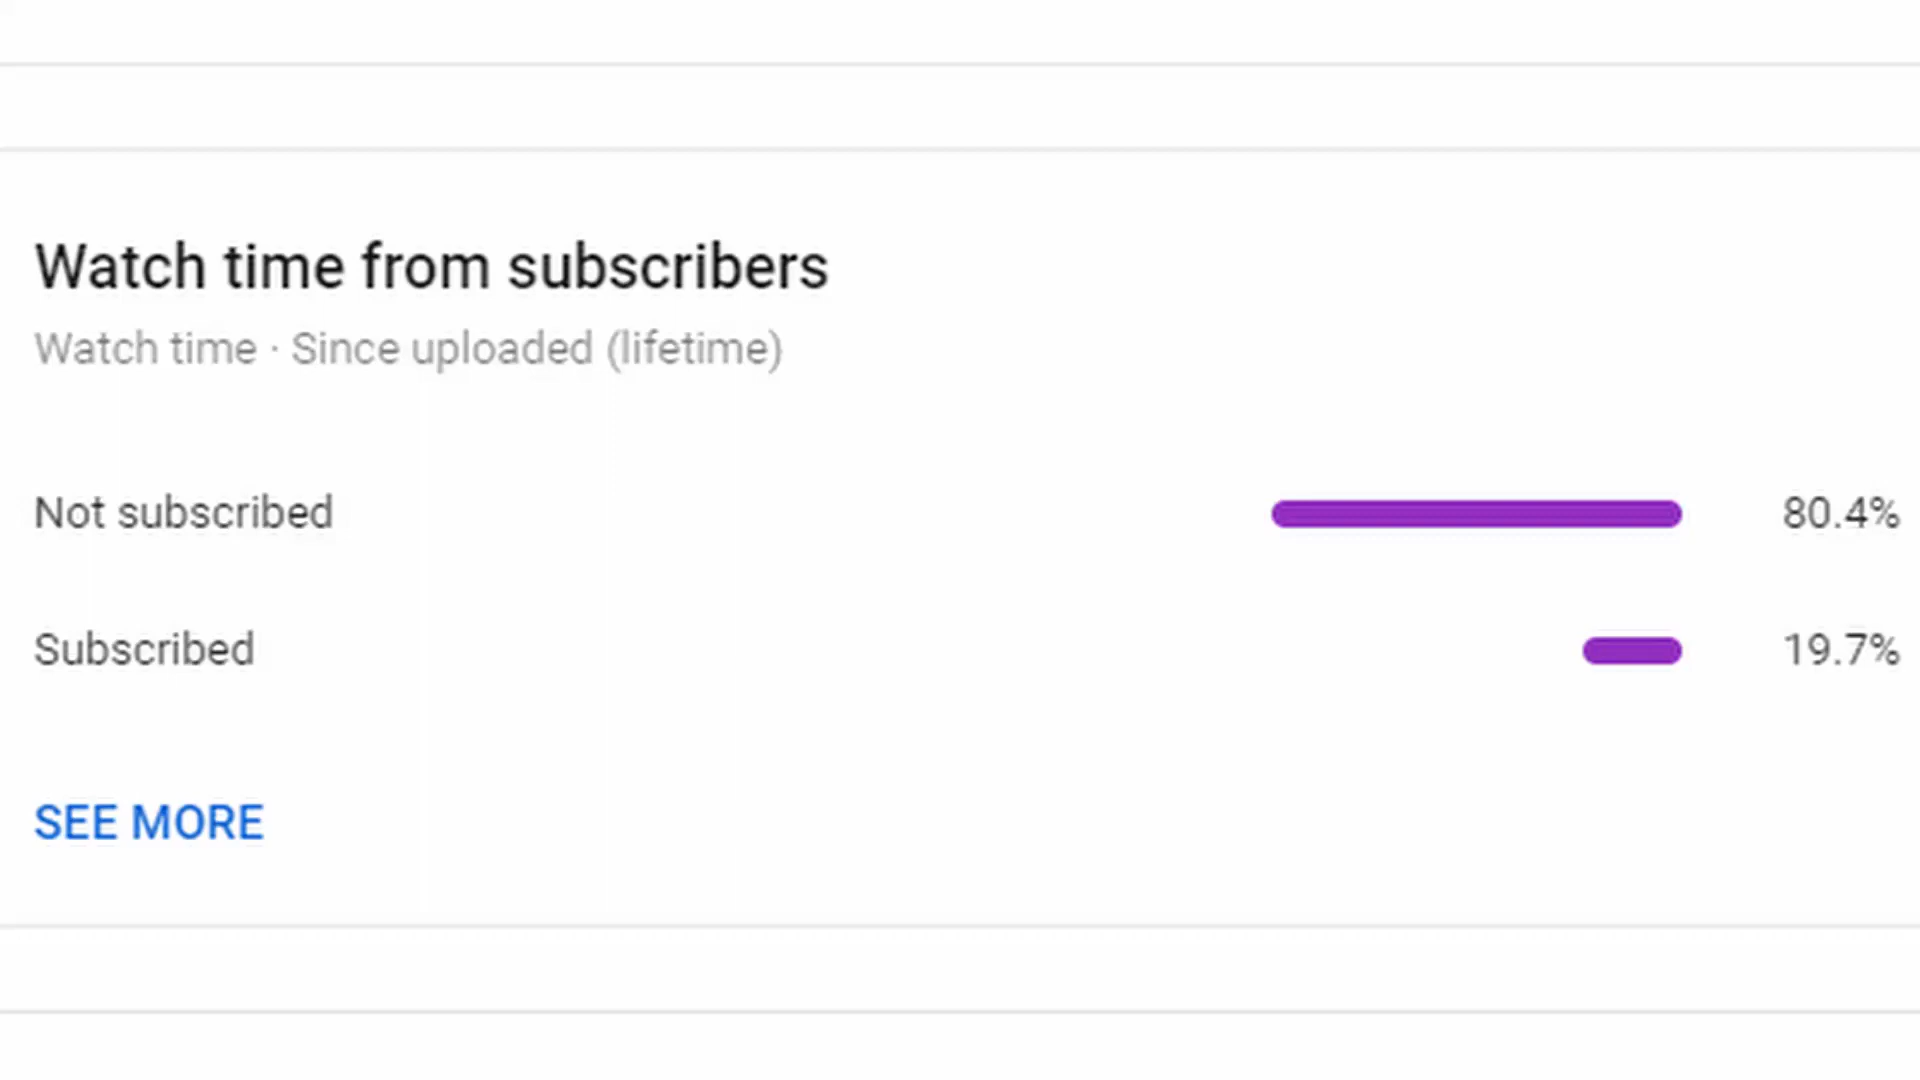 Watch time from subscribers
Watch time · Since uploaded (lifetime)
Not subscribed 80.4%
Subscribed 19.7%
SEE MORE